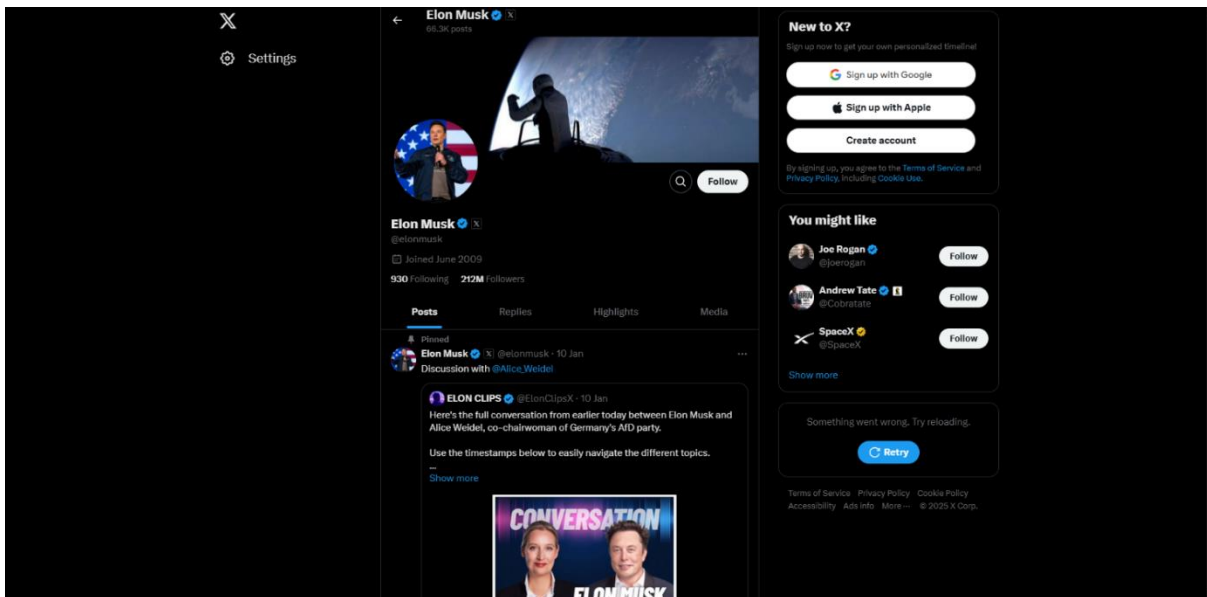 Settings
Elon Musk
66.3K posts
Follow
Elon Musk
@elonmusk
Joined June 2009
930 Following 212M Followers
Posts Replies Highlights Media
Pinned
Elon Musk @elonmusk · 10 Jan
Discussion with @Alice_Weidel
ELON CLIPS @ElonClipsX · 10 Jan
Here's the full conversation from earlier today between Elon Musk and
Alice Weidel, co-chairwoman of Germany's AfD party.
Use the timestamps below to easily navigate the different topics.
...
Show more
CONVERSATION
ELON MUSK
New to X?
Sign up now to get your own personalized timeline!
Sign up with Google
Sign up with Apple
Create account
By signing up, you agree to the Terms of Service and
Privacy Policy, including Cookie Use.
You might like
Joe Rogan
@joerogan
Follow
Andrew Tate
@Cobratate
Follow
SpaceX
@SpaceX
Follow
Show more
Something went wrong. Try reloading.
Retry
Terms of Service Privacy Policy Cookie Policy
Accessibility Ads info More ··· © 2025 X Corp.